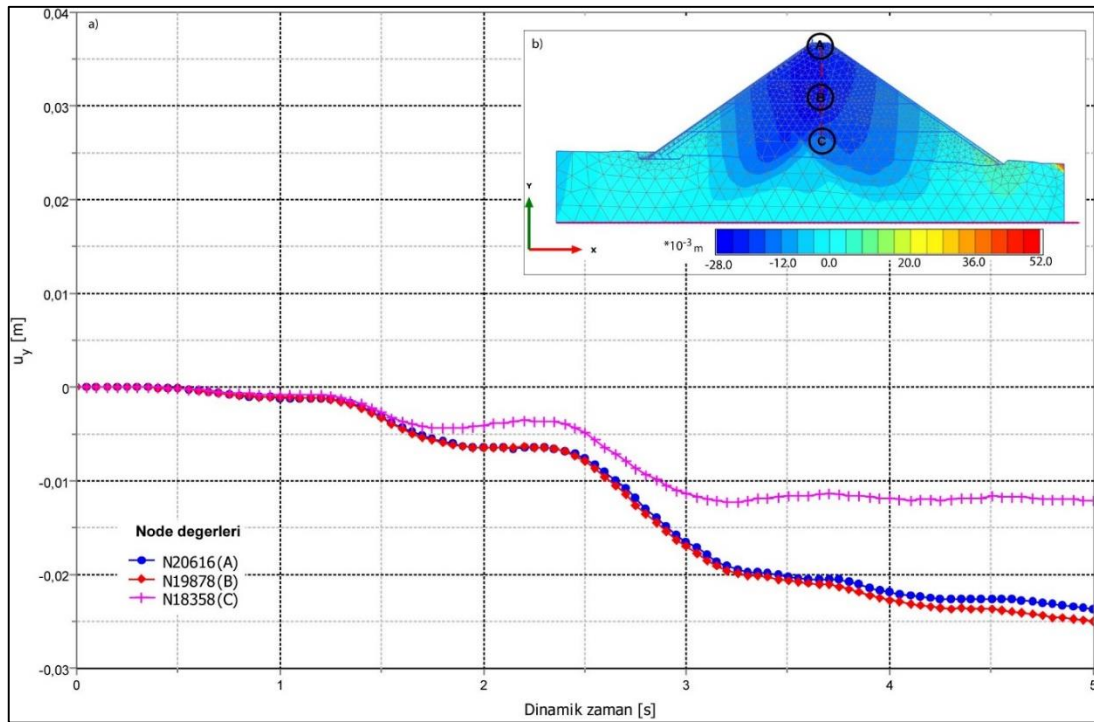 a)
0,04
0,03
0,02
0,01
0
-0,01
-0,02
-0,03
u_y [m]
0
1
2
3
4
5
Dinamik zaman [s]
Node degerleri
N20616(A)
N19878(B)
N18358(C)
b)
A
B
C
Y
x
*10⁻³ m
-28.0 -12.0 0.0 20.0 36.0 52.0